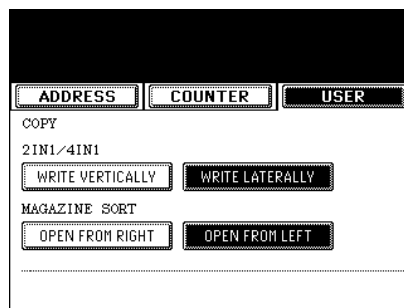 ADDRESS COUNTER USER
COPY
2IN1/4IN1
WRITE VERTICALLY WRITE LATERALLY
MAGAZINE SORT
OPEN FROM RIGHT OPEN FROM LEFT